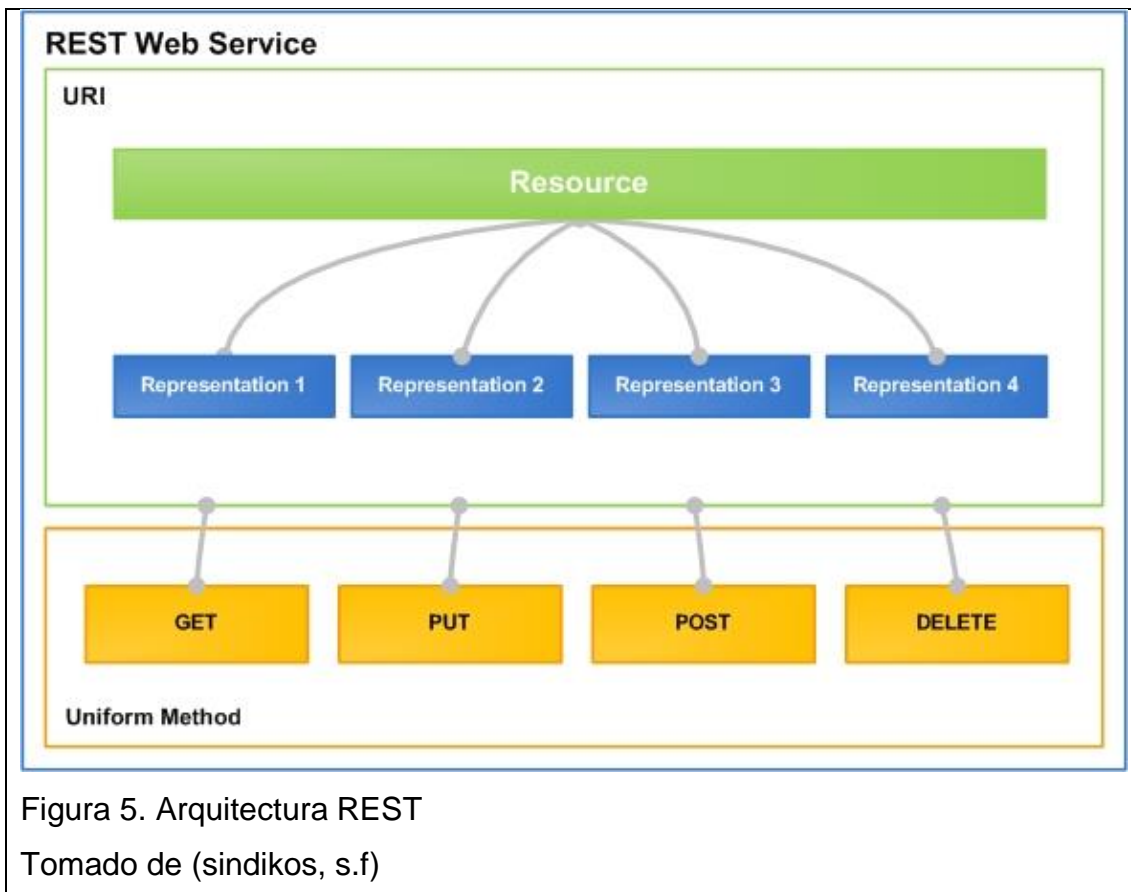 REST Web Service
URI
Resource
Representation 1 Representation 2 Representation 3 Representation 4
GET PUT POST DELETE
Uniform Method
Figura 5. Arquitectura REST
Tomado de (sindikos, s.f)